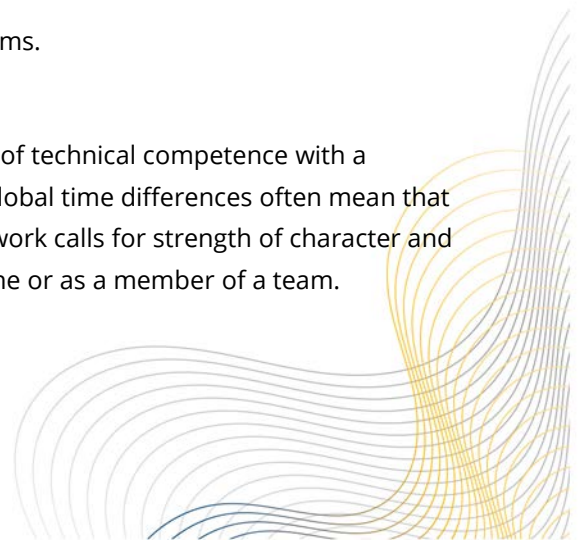 ms.
of technical competence with a
lobal time differences often mean that
work calls for strength of character and
ne or as a member of a team.